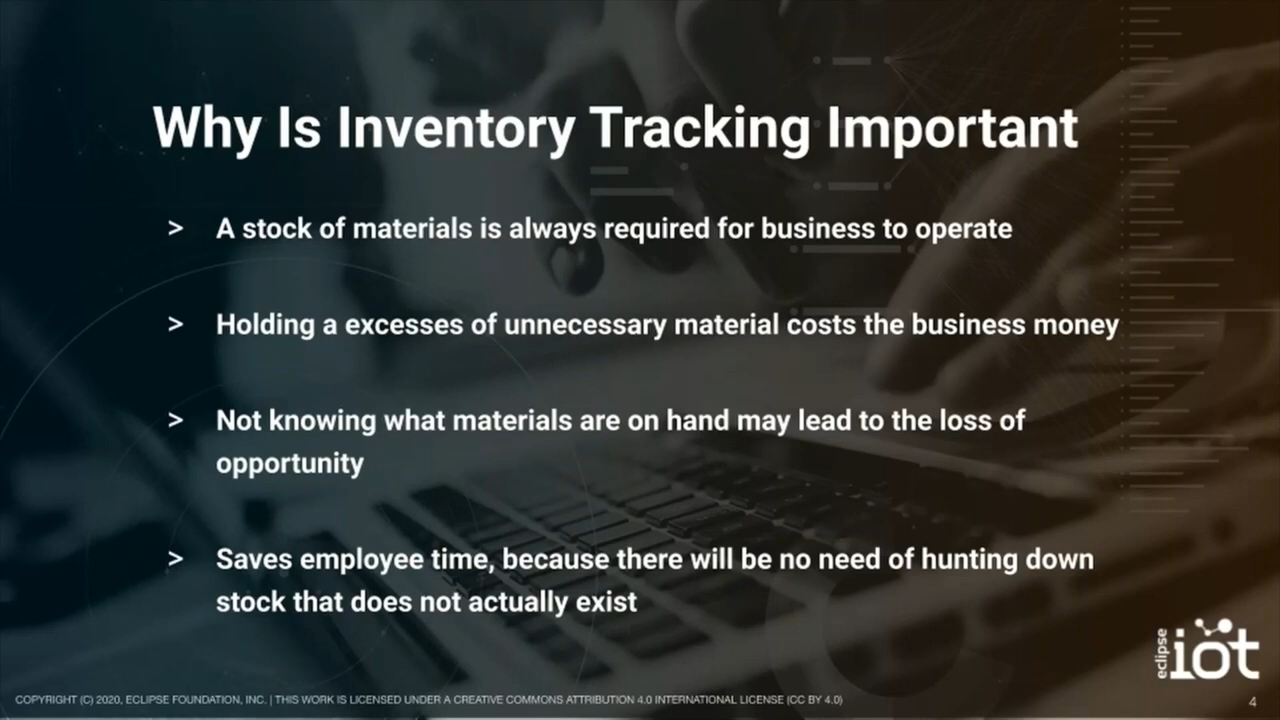 Why Is Inventory Tracking Important
> A stock of materials is always required for business to operate
> Holding a excesses of unnecessary material costs the business money
> Not knowing what materials are on hand may lead to the loss of
opportunity
> Saves employee time, because there will be no need of hunting down
stock that does not actually exist
eclipse iot
COPYRIGHT (C) 2020, ECLIPSE FOUNDATION, INC. | THIS WORK IS LICENSED UNDER A CREATIVE COMMONS ATTRIBUTION 4.0 INTERNATIONAL LICENSE (CC BY 4.0)
4